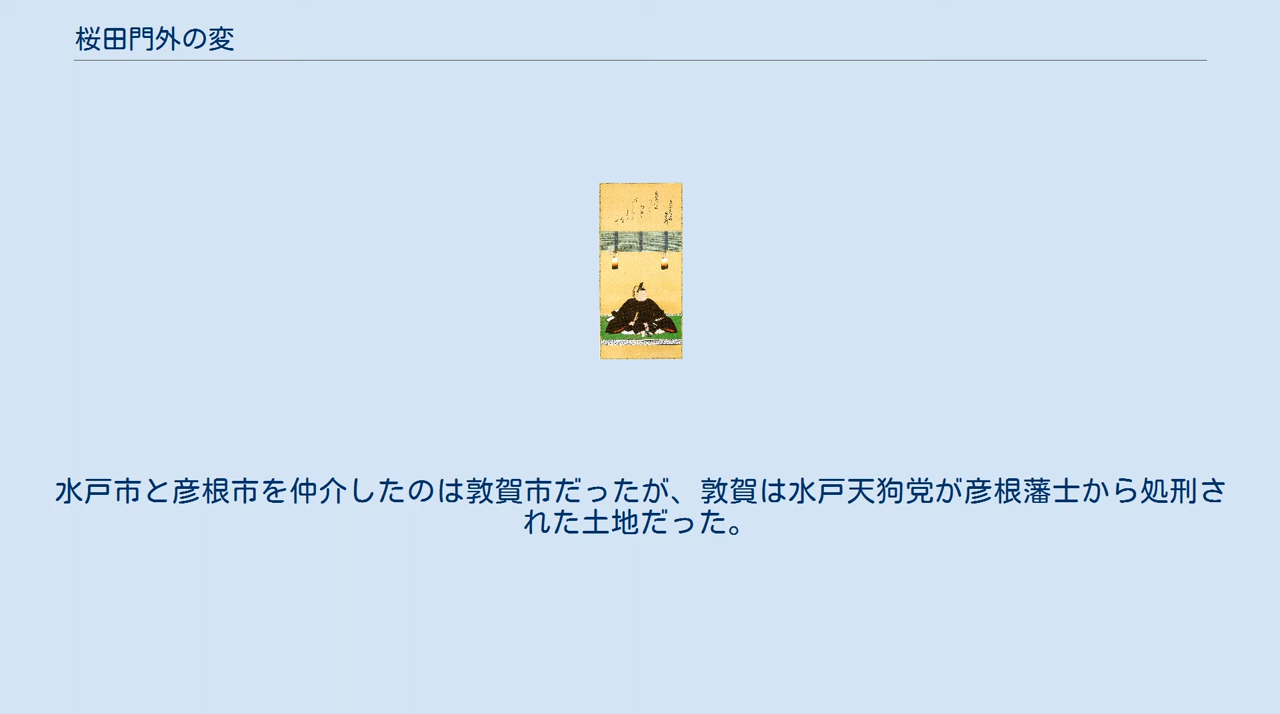 桜田門外の変
水戸市と彦根市を仲介したのは敦賀市だったが、敦賀は水戸天狗党が彦根藩士から処刑さ
れた土地だった。